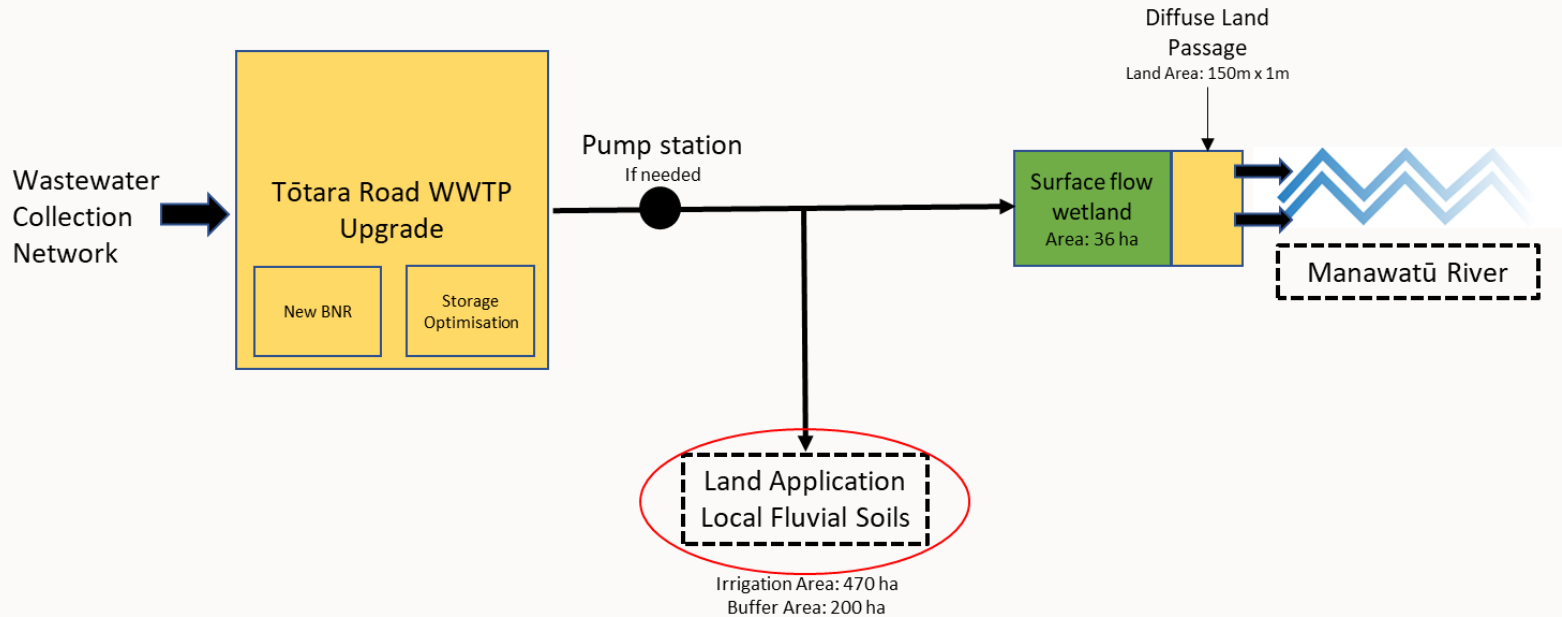 Wastewater
Collection
Network
Tōtara Road WWTP
Upgrade
New BNR
Storage
Optimisation
Pump station
If needed
Diffuse Land
Passage
Land Area: 150m x 1m
Surface flow
wetland
Area: 36 ha
Manawatū River
Land Application
Local Fluvial Soils
Irrigation Area: 470 ha
Buffer Area: 200 ha